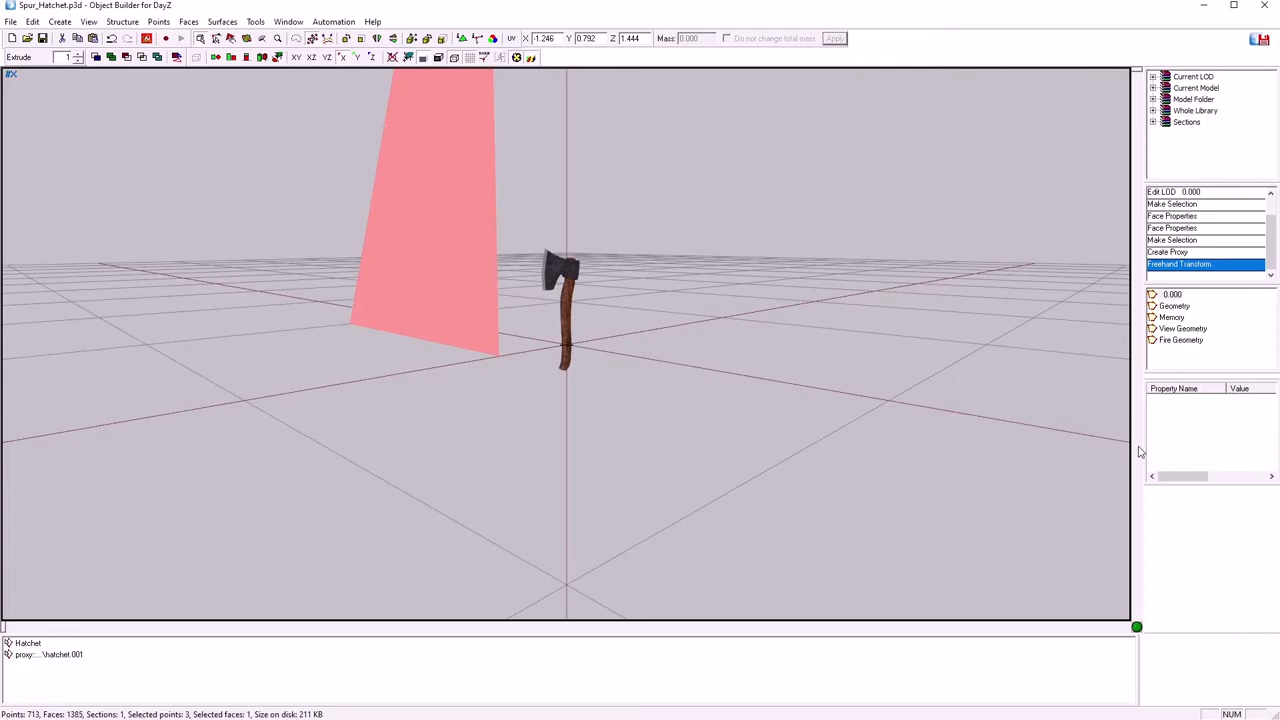 Spur_Hatchet.p3d - Object Builder for DayZ
File Edit Create View Structure Points Faces Surfaces Tools Window Automation Help
UV X -1.246 Y 0.792 Z 1.444 Mass: 0.000 Do not change total mass Apply
Extrude 1 XY XZ YZ X Y Z
#X
Current LOD
Current Model
Model Folder
Whole Library
Sections
Edit LOD 0.000
Make Selection
Face Properties
Face Properties
Make Selection
Create Proxy
Freehand Transform
0.000
Geometry
Memory
View Geometry
Fire Geometry
Property Name Value
Hatchet
proxy:...\hatchet.001
Points: 713, Faces: 1385, Sections: 1, Selected points: 3, Selected faces: 1, Size on disk: 211 KB
NUM